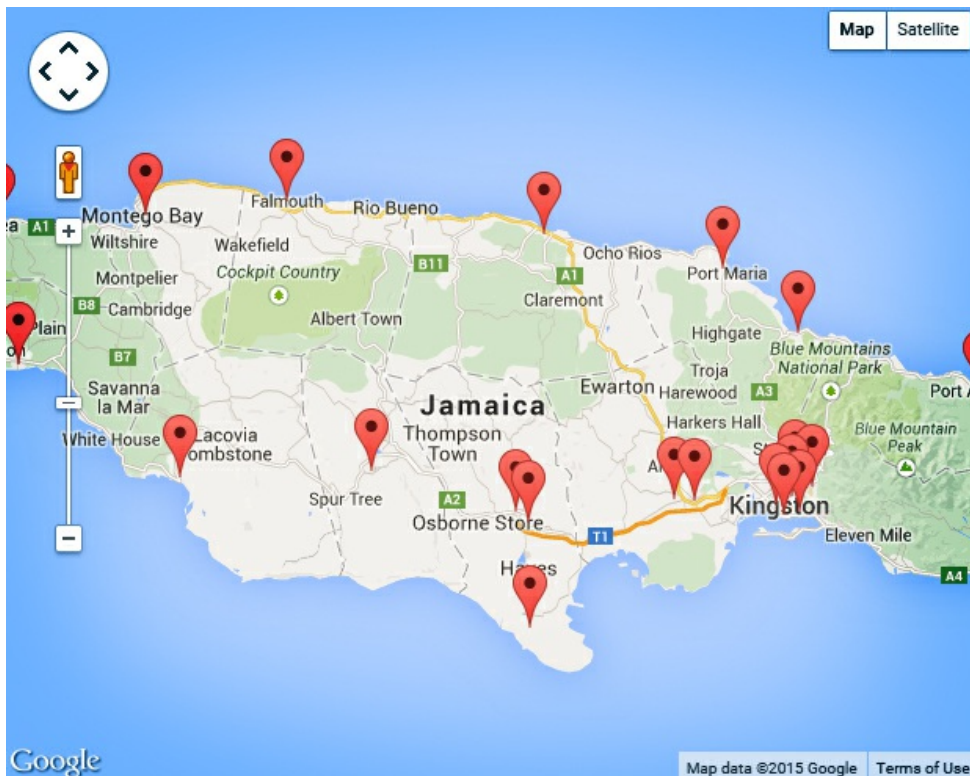 Map Satellite
Montego Bay
Falmouth
Rio Bueno
A1
Wiltshire
Wakefield
Ocho Rios
Montpelier
Cockpit Country
B11
A1
Port Maria
B8
Cambridge
Claremont
Plain
Albert Town
Highgate
B7
Blue Mountains
National Park
Troja
Ewarton
Harewood
A3
Savanna
la Mar
Jamaica
Harkers Hall
White House
Lacovia
Thompson
Town
Blue Mountain
Peak
Spur Tree
A2
Kingston
Osborne Store
T1
Eleven Mile
A4
Google
Map data ©2015 Google Terms of Use